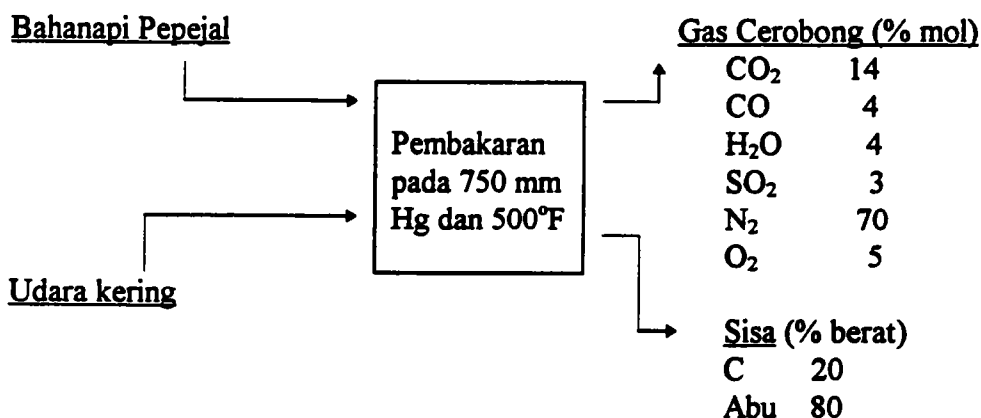 Bahanapi Pepejal
Gas Cerobong (% mol)
CO₂ 14
CO 4
H₂O 4
SO₂ 3
N₂ 70
O₂ 5
Pembakaran
pada 750 mm
Hg dan 500°F
Udara kering
Sisa (% berat)
C 20
Abu 80